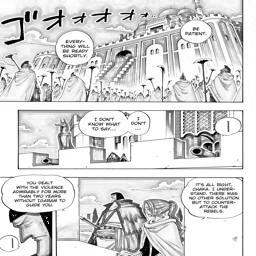 ゴオオオオ
BE
PATIENT.
EVERY-
THING WILL
BE READY
SHORTLY.
!
I
DON'T...
I DON'T
KNOW WHAT
TO SAY...
IT'S ALL RIGHT,
CHAKA. I UNDER-
STAND. THERE WAS
NO OTHER SOLUTION
BUT TO COUNTER-
ATTACK THE
REBELS.
YOU DEALT
WITH THE VIOLENCE
ADMIRABLY FOR MORE
THAN TWO YEARS
WITHOUT IGARAM TO
GUIDE YOU.
!